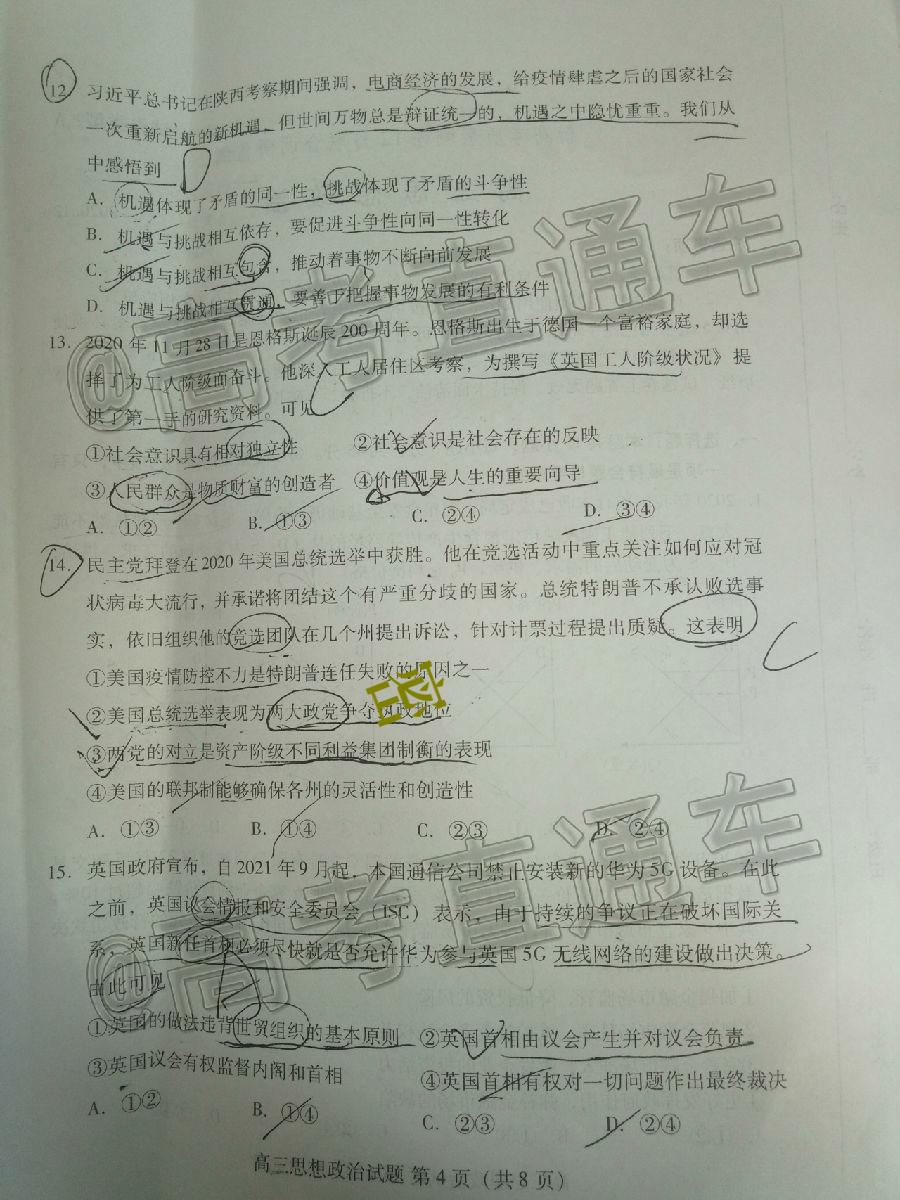 12 习近平总书记在陕西考察期间强调，电商经济的发展，给疫情肆虐之后的国家社会
一次重新启航的新机遇，但世间万物总是辩证统一的，机遇之中隐忧重重。我们从
中感悟到
A. 机遇体现了矛盾的同一性，挑战体现了矛盾的斗争性
B. 机遇与挑战相互依存，要促进斗争性向同一性转化
C. 机遇与挑战相互包含，推动着事物不断向前发展
D. 机遇与挑战相互贯通，要善于把握事物发展的有利条件
13. 2020年11月28日是恩格斯诞辰200周年。恩格斯出生于德国一个富裕家庭，却选
择了为工人阶级而奋斗。他深入工人居住区考察，为撰写《英国工人阶级状况》提
供了第一手的研究资料。可见
①社会意识具有相对独立性 ②社会意识是社会存在的反映
③人民群众是物质财富的创造者 ④价值观是人生的重要向导
A. ①② B. ①③ C. ②④ D. ③④
14. 民主党拜登在2020年美国总统选举中获胜。他在竞选活动中重点关注如何应对冠
状病毒大流行，并承诺将团结这个有严重分歧的国家。总统特朗普不承认败选事
实，依旧组织他的竞选团队在几个州提出诉讼，针对计票过程提出质疑。这表明
①美国疫情防控不力是特朗普连任失败的原因之一
②美国总统选举表现为两大政党争夺执政地位
③两党的对立是资产阶级不同利益集团制衡的表现
④美国的联邦制能够确保各州的灵活性和创造性
A. ①③ B. ①④ C. ②③ D. ②④
C
15. 英国政府宣布，自2021年9月起，本国通信公司禁止安装新的华为5G设备。在此
之前，英国议会情报和安全委员会（ISC）表示，由于持续的争议正在破坏国际关
系，英国新任首相必须尽快就是否允许华为参与英国5G无线网络的建设做出决策。
由此可见
①英国的做法违背世贸组织的基本原则 ②英国首相由议会产生并对议会负责
③英国议会有权监督内阁和首相 ④英国首相有权对一切问题作出最终裁决
A. ①② B. ①④ C. ②③ D. ②④
高三思想政治试题 第4页（共8页）
@高考直通车
@高考直通车